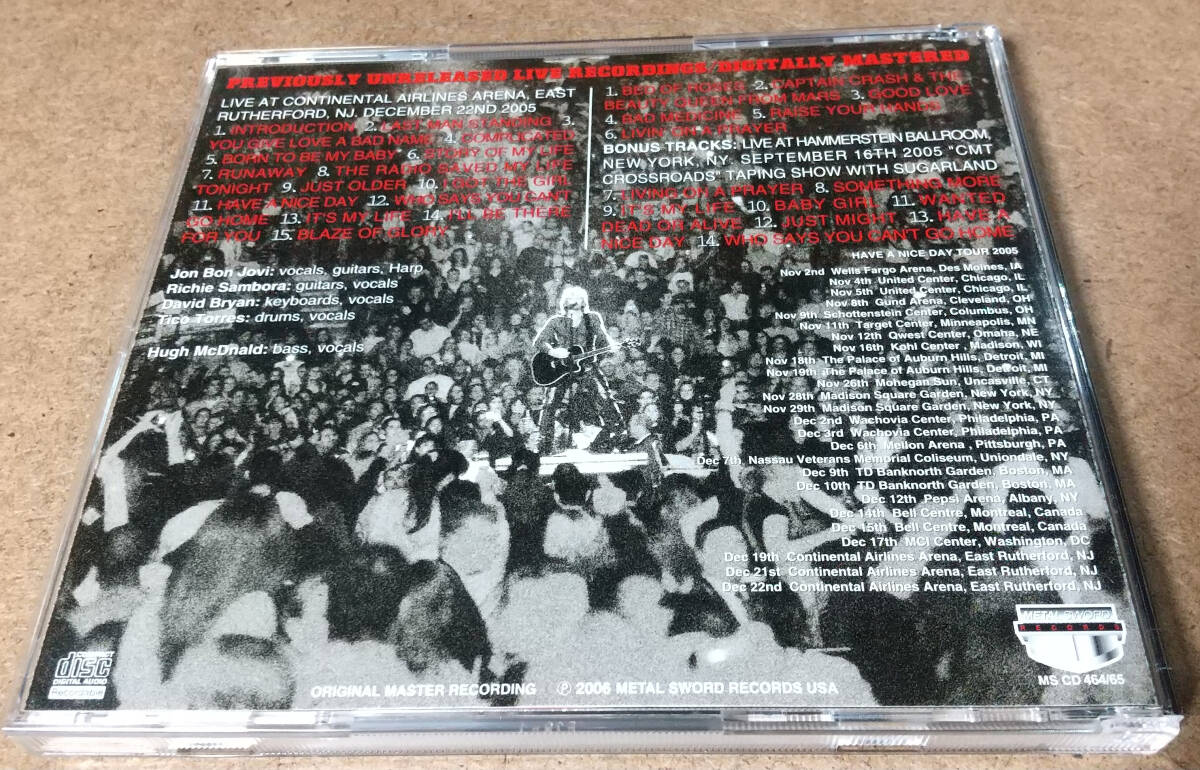 PREVIOUSLY UNRELEASED LIVE RECORDINGS/DIGITALLY MASTERED
LIVE AT CONTINENTAL AIRLINES ARENA, EAST
RUTHERFORD, NJ. DECEMBER 22ND 2005
1. INTRODUCTION 2. LAST MAN STANDING 3.
YOU GIVE LOVE A BAD NAME 4. COMPLICATED
5. BORN TO BE MY BABY 6. STORY OF MY LIFE
7. RUNAWAY 8. THE RADIO SAVED MY LIFE
TONIGHT 9. JUST OLDER 10. I GOT THE GIRL
11. HAVE A NICE DAY 12. WHO SAYS YOU CAN'T
GO HOME 13. IT'S MY LIFE 14. I'LL BE THERE
FOR YOU 15. BLAZE OF GLORY
1. BED OF ROSES 2. CAPTAIN CRASH & THE
BEAUTY QUEEN FROM MARS 3. GOOD LOVE
4. BAD MEDICINE 5. RAISE YOUR HANDS
6. LIVIN' ON A PRAYER
BONUS TRACKS: LIVE AT HAMMERSTEIN BALLROOM,
NEW YORK, NY. SEPTEMBER 16TH 2005 "CMT
CROSSROADS" TAPING SHOW WITH SUGARLAND
7. LIVING ON A PRAYER 8. SOMETHING MORE
9. IT'S MY LIFE 10. BABY GIRL 11. WANTED
DEAD OR ALIVE 12. JUST MIGHT 13. HAVE A
NICE DAY 14. WHO SAYS YOU CAN'T GO HOME
Jon Bon Jovi: vocals, guitars, Harp
Richie Sambora: guitars, vocals
David Bryan: keyboards, vocals
Tico Torres: drums, vocals
Hugh McDnald: bass, vocals
HAVE A NICE DAY TOUR 2005
Nov 2nd Wells Fargo Arena, Des Moines, IA
Nov 4th United Center, Chicago, IL
Nov 5th United Center, Chicago, IL
Nov 8th Gund Arena, Cleveland, OH
Nov 9th Schottenstein Center, Columbus, OH
Nov 11th Target Center, Minneapolis, MN
Nov 12th Qwest Center, Omaha, NE
Nov 16th Kohl Center , Madison, WI
Nov 18th The Palace of Auburn Hills, Detroit, MI
Nov 19th The Palace of Auburn Hills, Detroit, MI
Nov 26th Mohegan Sun, Uncasville, CT
Nov 28th Madison Square Garden, New York, NY
Nov 29th Madison Square Garden, New York, NY
Dec 2nd Wachovia Center, Philadelphia, PA
Dec 3rd Wachovia Center, Philadelphia, PA
Dec 6th Mellon Arena , Pittsburgh, PA
Dec 7th Nassau Veterans Memorial Coliseum, Uniondale, NY
Dec 9th TD Banknorth Garden, Boston, MA
Dec 10th TD Banknorth Garden, Boston, MA
Dec 12th Pepsi Arena, Albany, NY
Dec 14th Bell Centre, Montreal, Canada
Dec 15th Bell Centre, Montreal, Canada
Dec 17th MCI Center, Washington, DC
Dec 19th Continental Airlines Arena, East Rutherford, NJ
Dec 21st Continental Airlines Arena, East Rutherford, NJ
Dec 22nd Continental Airlines Arena, East Rutherford, NJ
METAL SWORD
RECORDS
MS CD 464/65
COMPACT
disc
DIGITAL AUDIO
Recordable
ORIGINAL MASTER RECORDING ℗ 2006 METAL SWORD RECORDS USA